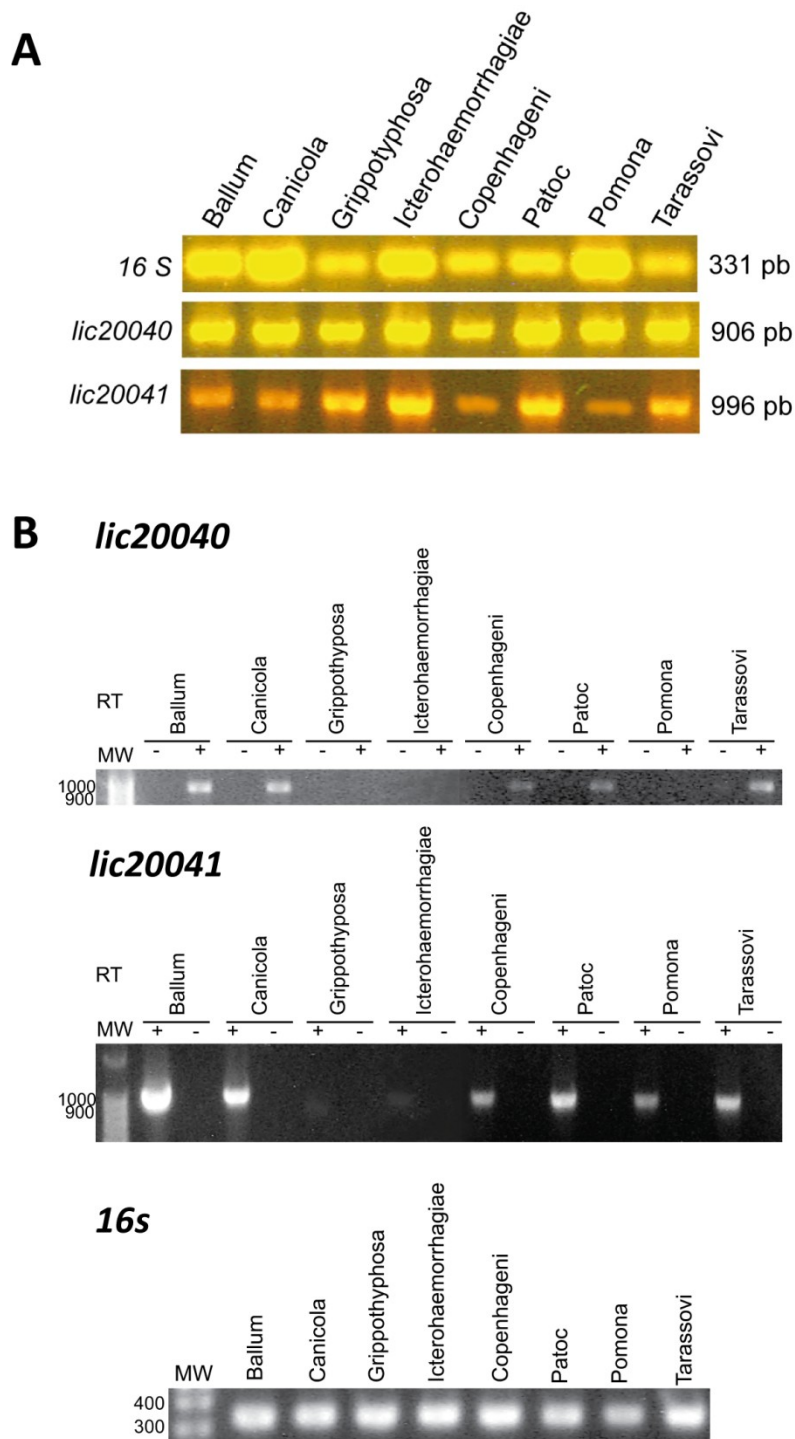 A
Ballum Canicola Grippotyphosa Icterohaemorrhagiae Copenhageni Patoc Pomona Tarassovi
16 S 331 pb
lic20040 906 pb
lic20041 996 pb
B lic20040
RT Ballum Canicola Grippothyposa Icterohaemorrhagiae Copenhageni Patoc Pomona Tarassovi
MW - + - + - + - + - + - + - + - +
1000
900
lic20041
RT Ballum Canicola Grippothyposa Icterohaemorrhagiae Copenhageni Patoc Pomona Tarassovi
MW + - + - + - + - + - + - + - + -
1000
900
16s
MW Ballum Canicola Grippothyphosa Icterohaemorrhagiae Copenhageni Patoc Pomona Tarassovi
400
300